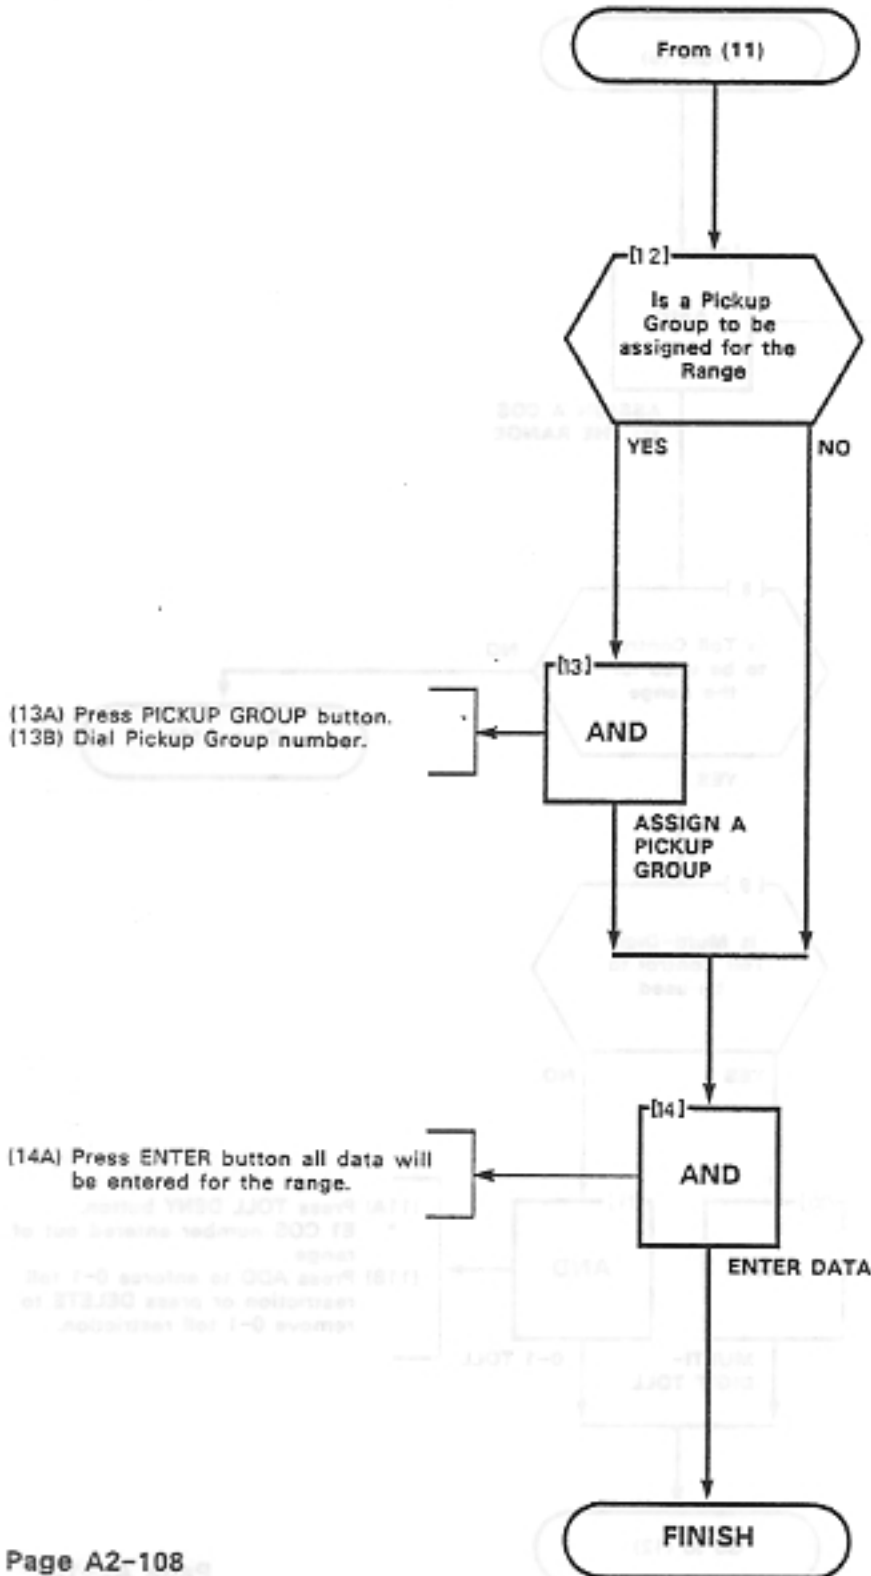 From (11)
[12]
Is a Pickup
Group to be
assigned for the
Range
YES
NO
[13]
AND
(13A) Press PICKUP GROUP button.
(13B) Dial Pickup Group number.
ASSIGN A
PICKUP
GROUP
[14]
AND
(14A) Press ENTER button all data will
be entered for the range.
ENTER DATA
FINISH
Page A2-108